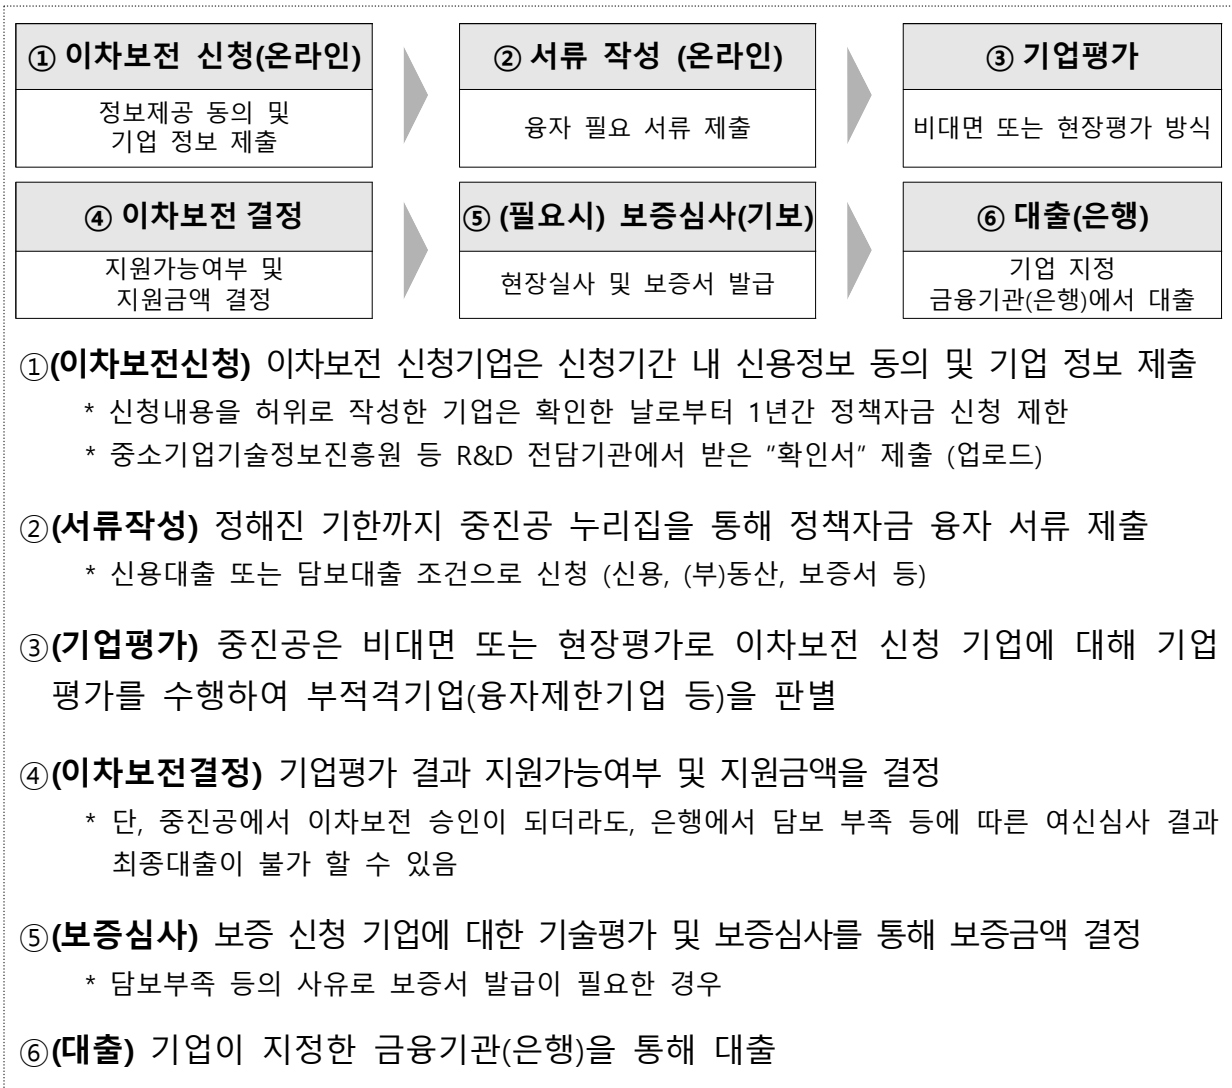 ① 이차보전 신청(온라인)
② 서류 작성 (온라인)
③ 기업평가
정보제공 동의 및
기업 정보 제출
융자 필요 서류 제출
비대면 또는 현장평가 방식
④ 이차보전 결정
⑤ (필요시) 보증심사(기보)
⑥ 대출(은행)
지원가능여부 및
지원금액 결정
현장실사 및 보증서 발급
기업 지정
금융기관(은행)에서 대출
①(이차보전신청) 이차보전 신청기업은 신청기간 내 신용정보 동의 및 기업 정보 제출
* 신청내용을 허위로 작성한 기업은 확인한 날로부터 1년간 정책자금 신청 제한
* 중소기업기술정보진흥원 등 R&D 전담기관에서 받은 “확인서” 제출 (업로드)
②(서류작성) 정해진 기한까지 중진공 누리집을 통해 정책자금 융자 서류 제출
* 신용대출 또는 담보대출 조건으로 신청 (신용, (부)동산, 보증서 등)
③(기업평가) 중진공은 비대면 또는 현장평가로 이차보전 신청 기업에 대해 기업
평가를 수행하여 부적격기업(융자제한기업 등)을 판별
④(이차보전결정) 기업평가 결과 지원가능여부 및 지원금액을 결정
* 단, 중진공에서 이차보전 승인이 되더라도, 은행에서 담보 부족 등에 따른 여신심사 결과
최종대출이 불가 할 수 있음
⑤(보증심사) 보증 신청 기업에 대한 기술평가 및 보증심사를 통해 보증금액 결정
* 담보부족 등의 사유로 보증서 발급이 필요한 경우
⑥(대출) 기업이 지정한 금융기관(은행)을 통해 대출